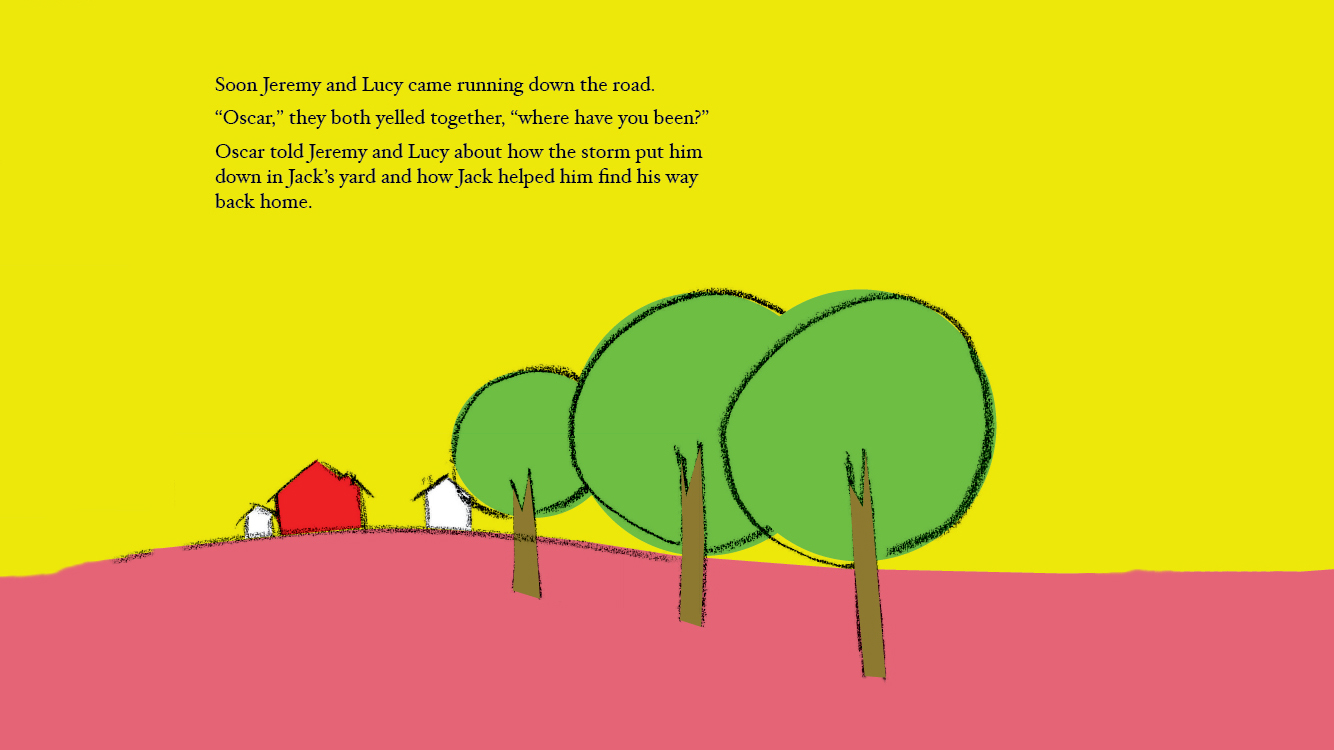 Soon Jeremy and Lucy came running down the road.
“Oscar,” they both yelled together, “where have you been?”
Oscar told Jeremy and Lucy about how the storm put him
down in Jack’s yard and how Jack helped him find his way
back home.